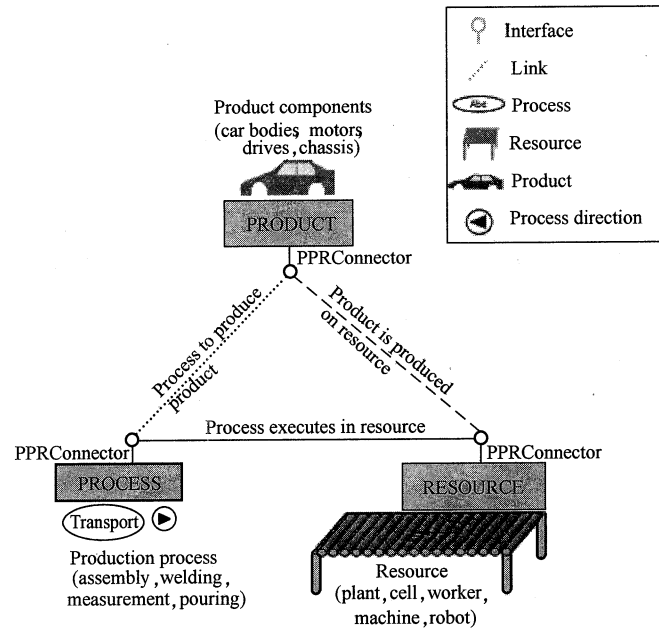 Interface
Link
Abc
Process
Resource
Product
Process direction
Product components
(car bodies, motors,
drives, chassis)
PRODUCT
PPRConnector
Process to produce
product
Product is produced
on resource
Process executes in resource
PPRConnector
PPRConnector
PROCESS
RESOURCE
Transport
Production process
(assembly, welding,
measurement, pouring)
Resource
(plant, cell, worker,
machine, robot)